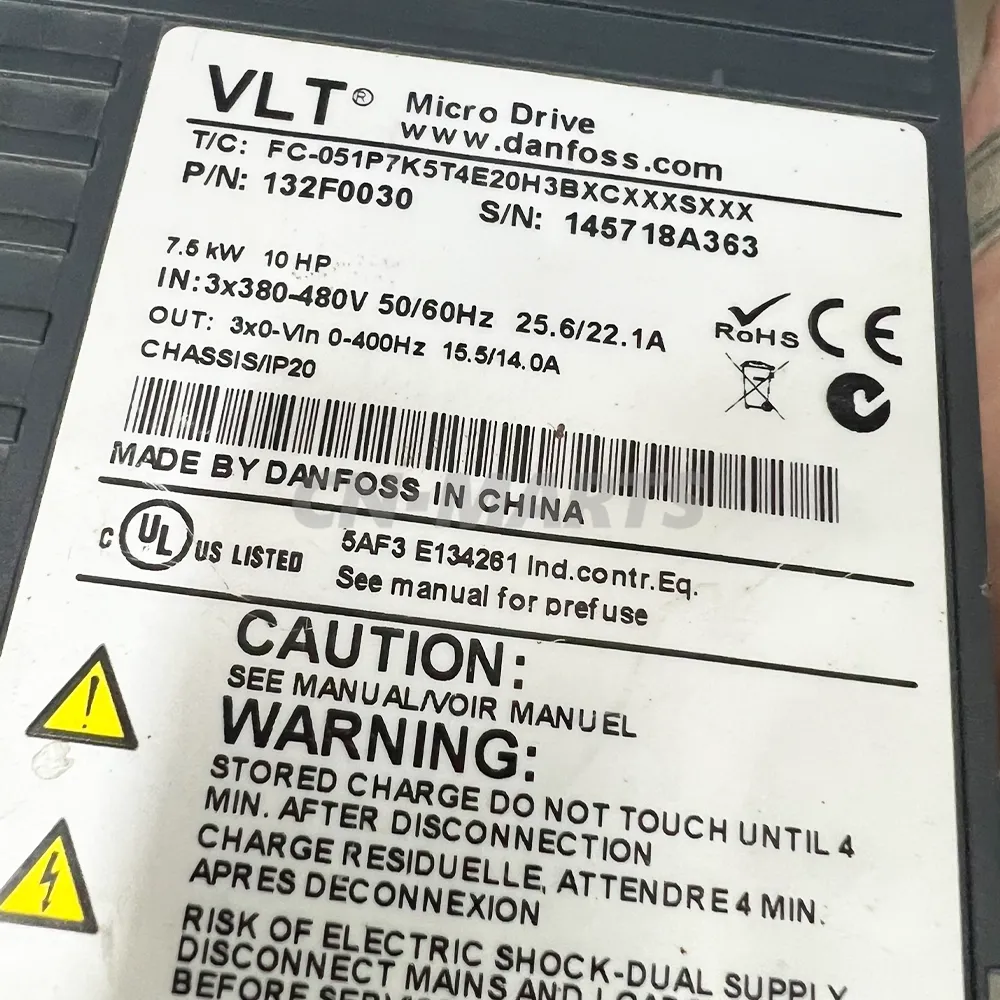 VLT® Micro Drive
www.danfoss.com
T/C: FC-051P7K5T4E20H3BXCXXXSXXX
P/N: 132F0030 S/N: 145718A363
7.5 kW 10 HP
IN:3x380-480V 50/60Hz 25.6/22.1A
OUT: 3x0-Vin 0-400Hz 15.5/14.0A
CHASSIS/IP20
RoHS CE
MADE BY DANFOSS IN CHINA
CN-MARTS
c UL US LISTED 5AF3 E134261 Ind.contr.Eq.
See manual for prefuse
CAUTION:
SEE MANUAL/VOIR MANUEL
WARNING:
STORED CHARGE DO NOT TOUCH UNTIL 4
MIN. AFTER DISCONNECTION
CHARGE RESIDUELLE, ATTENDRE 4 MIN.
APRES DECONNEXION
RISK OF ELECTRIC SHOCK-DUAL SUPPLY
DISCONNECT MAINS AND
BEFORE